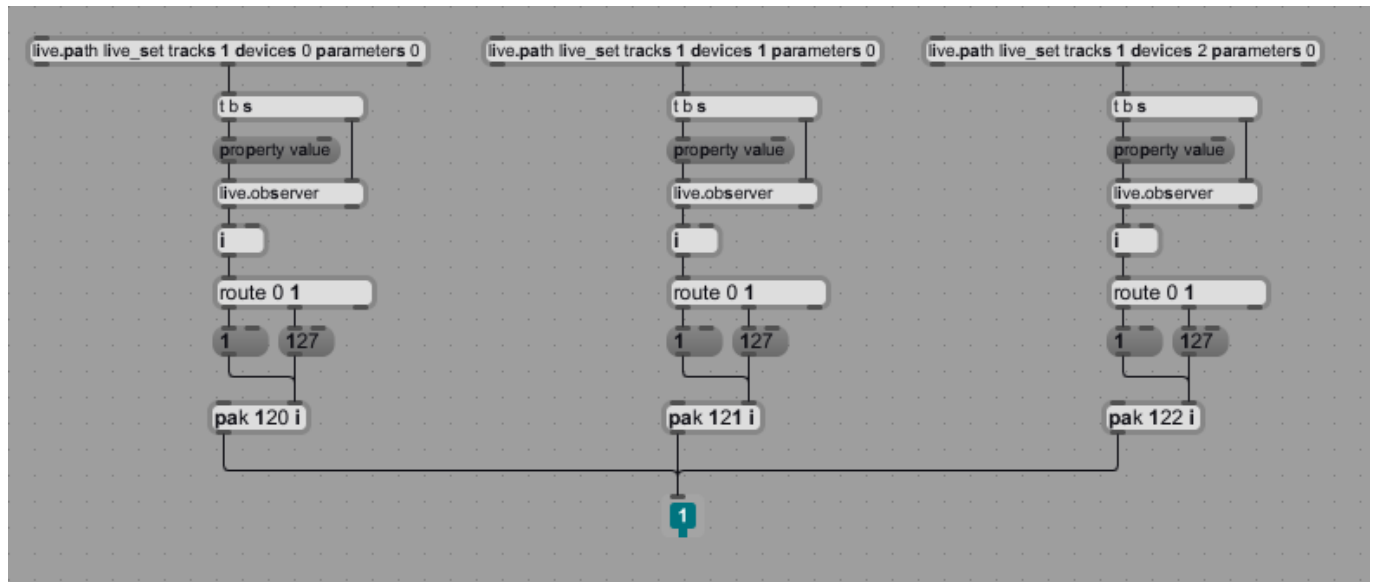 live.path live_set tracks 1 devices 0 parameters 0
live.path live_set tracks 1 devices 1 parameters 0
live.path live_set tracks 1 devices 2 parameters 0
t b s
t b s
t b s
property value
property value
property value
live.observer
live.observer
live.observer
i
i
i
route 0 1
route 0 1
route 0 1
1
127
1
127
1
127
pak 120 i
pak 121 i
pak 122 i
1